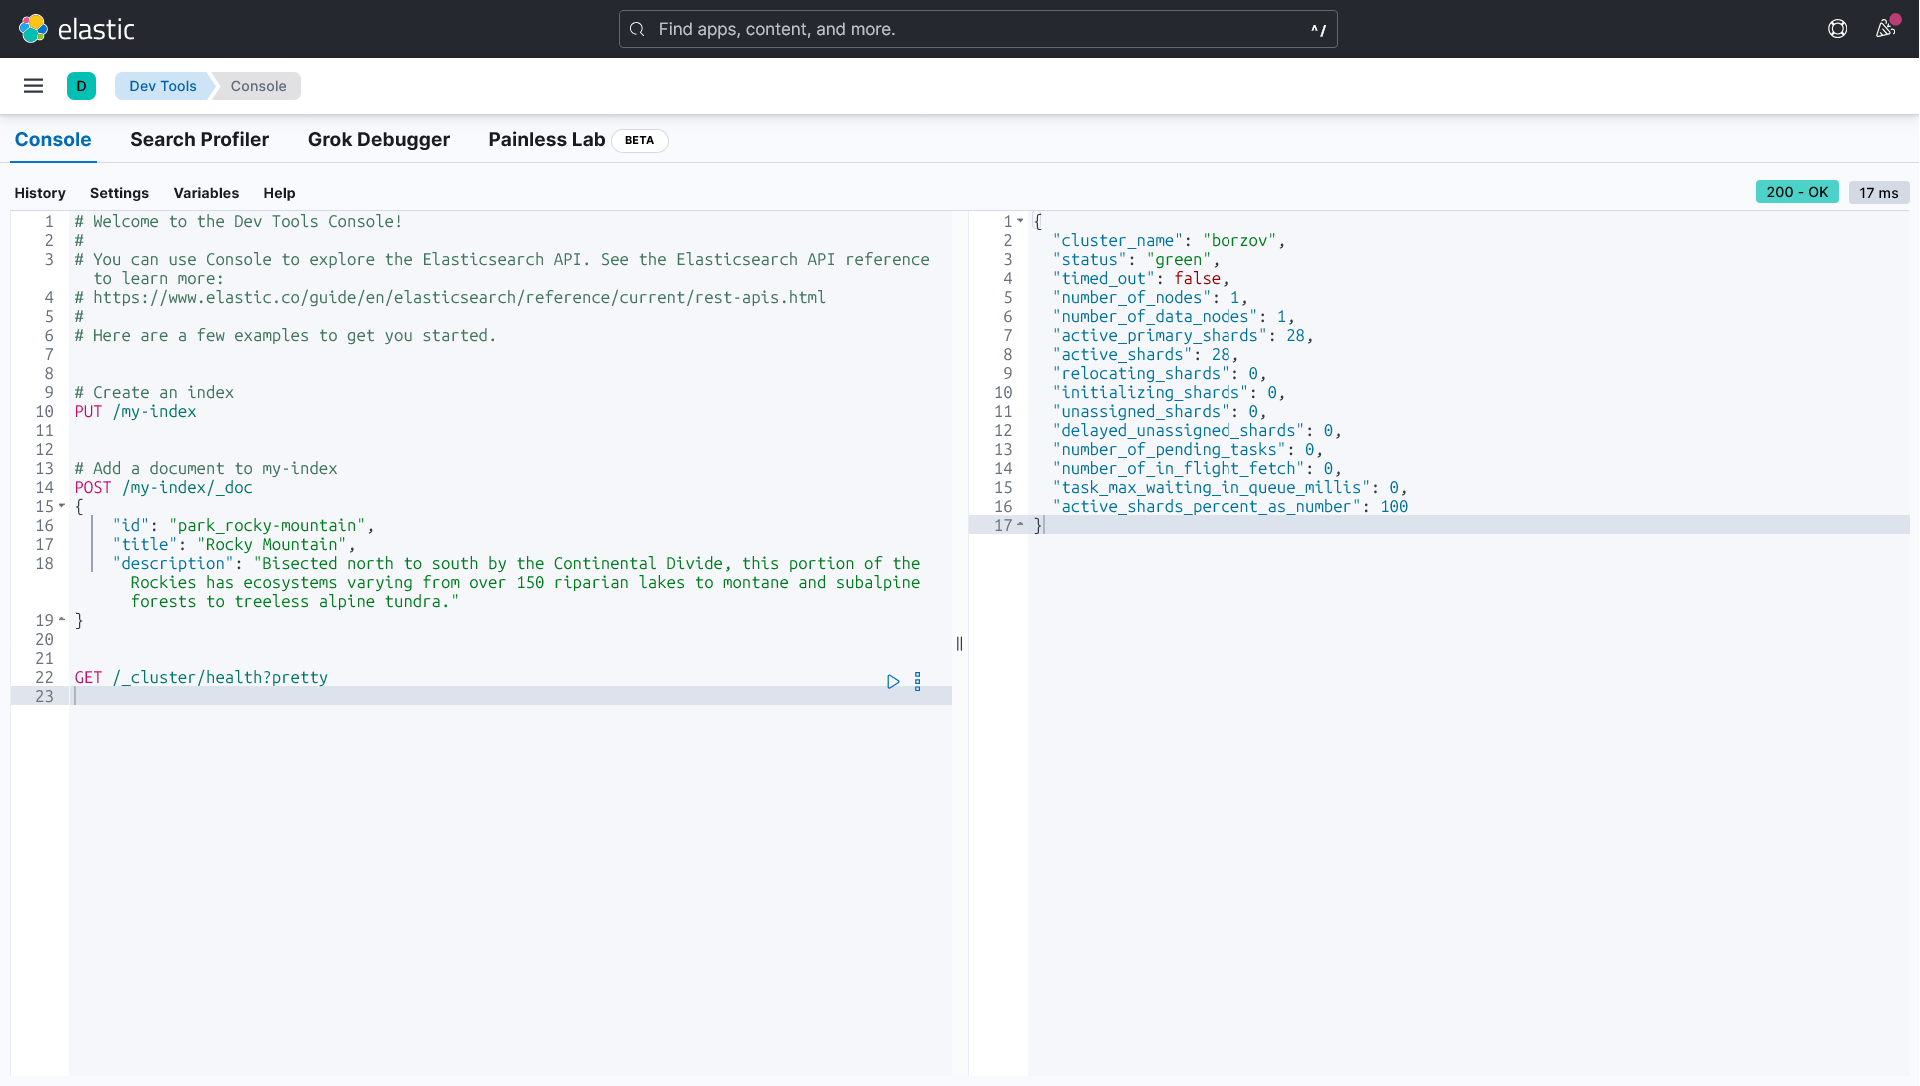 elastic
Find apps, content, and more.
^/
D
Dev Tools
Console
Console
Search Profiler
Grok Debugger
Painless Lab
BETA
History
Settings
Variables
Help
200 - OK
17 ms
1 # Welcome to the Dev Tools Console!
2 #
3 # You can use Console to explore the Elasticsearch API. See the Elasticsearch API reference
to learn more:
4 # https://www.elastic.co/guide/en/elasticsearch/reference/current/rest-apis.html
5 #
6 # Here are a few examples to get you started.
7
8
9 # Create an index
10 PUT /my-index
11
12
13 # Add a document to my-index
14 POST /my-index/_doc
15 {
16 "id": "park_rocky-mountain",
17 "title": "Rocky Mountain",
18 "description": "Bisected north to south by the Continental Divide, this portion of the
Rockies has ecosystems varying from over 150 riparian lakes to montane and subalpine
forests to treeless alpine tundra."
19 }
20
21
22 GET /_cluster/health?pretty
23
1 {
2 "cluster_name": "borzov",
3 "status": "green",
4 "timed_out": false,
5 "number_of_nodes": 1,
6 "number_of_data_nodes": 1,
7 "active_primary_shards": 28,
8 "active_shards": 28,
9 "relocating_shards": 0,
10 "initializing_shards": 0,
11 "unassigned_shards": 0,
12 "delayed_unassigned_shards": 0,
13 "number_of_pending_tasks": 0,
14 "number_of_in_flight_fetch": 0,
15 "task_max_waiting_in_queue_millis": 0,
16 "active_shards_percent_as_number": 100
17 }